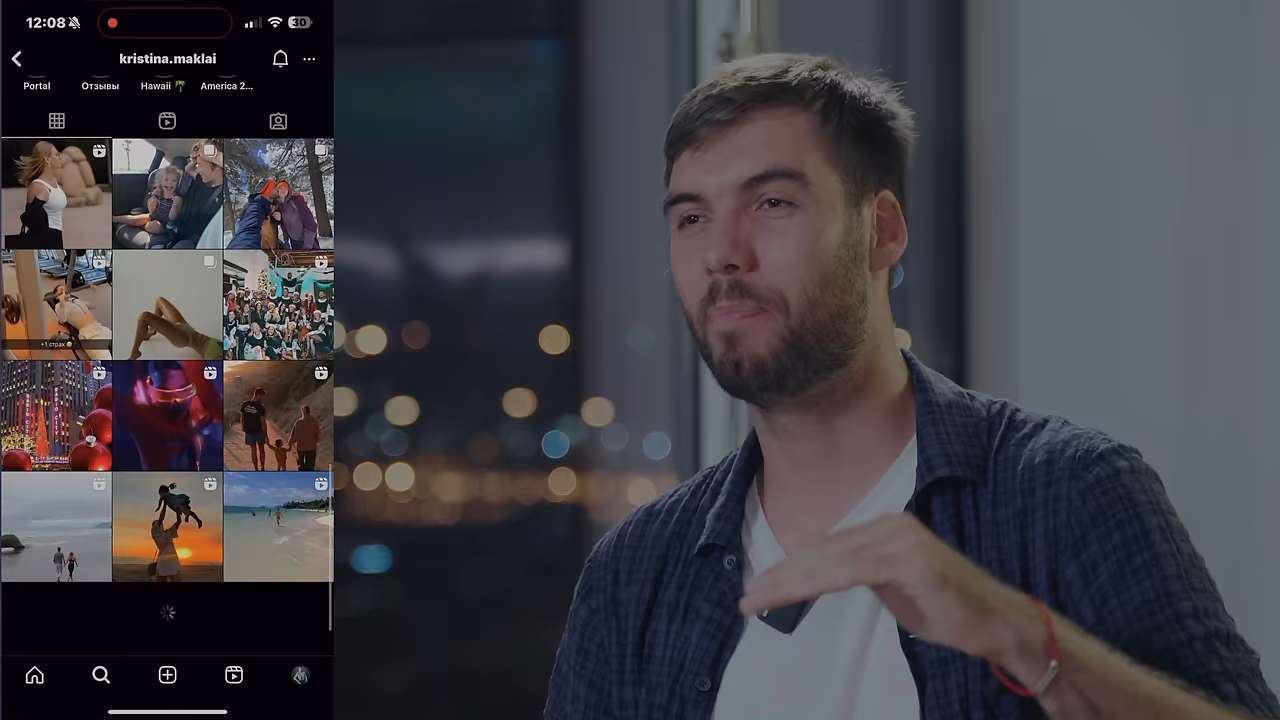 12:08
30
kristina.maklai
Portal
Отзывы
Hawaii 🌴
America 2...
+1 страх